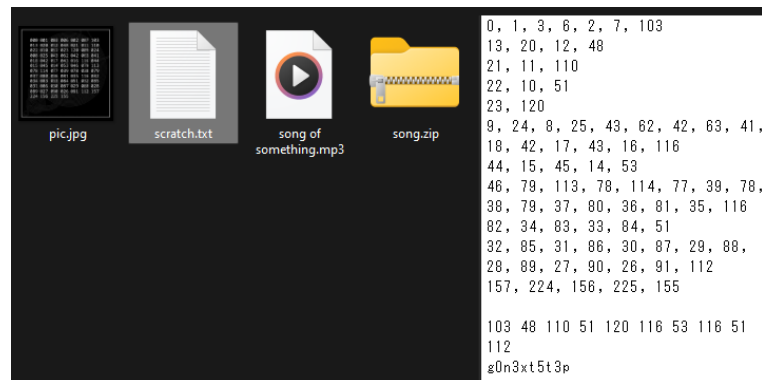 0, 1, 3, 6, 2, 7, 103
13, 20, 12, 48
21, 11, 110
22, 10, 51
23, 120
9, 24, 8, 25, 43, 62, 42, 63, 41,
18, 42, 17, 43, 16, 116
44, 15, 45, 14, 53
46, 79, 113, 78, 114, 77, 39, 78,
38, 79, 37, 80, 36, 81, 35, 116
82, 34, 83, 33, 84, 51
32, 85, 31, 86, 30, 87, 29, 88,
28, 89, 27, 90, 26, 91, 112
157, 224, 156, 225, 155
103 48 110 51 120 116 53 116 51
112
g0n3xt5t3p
pic.jpg
scratch.txt
song of
something.mp3
song.zip